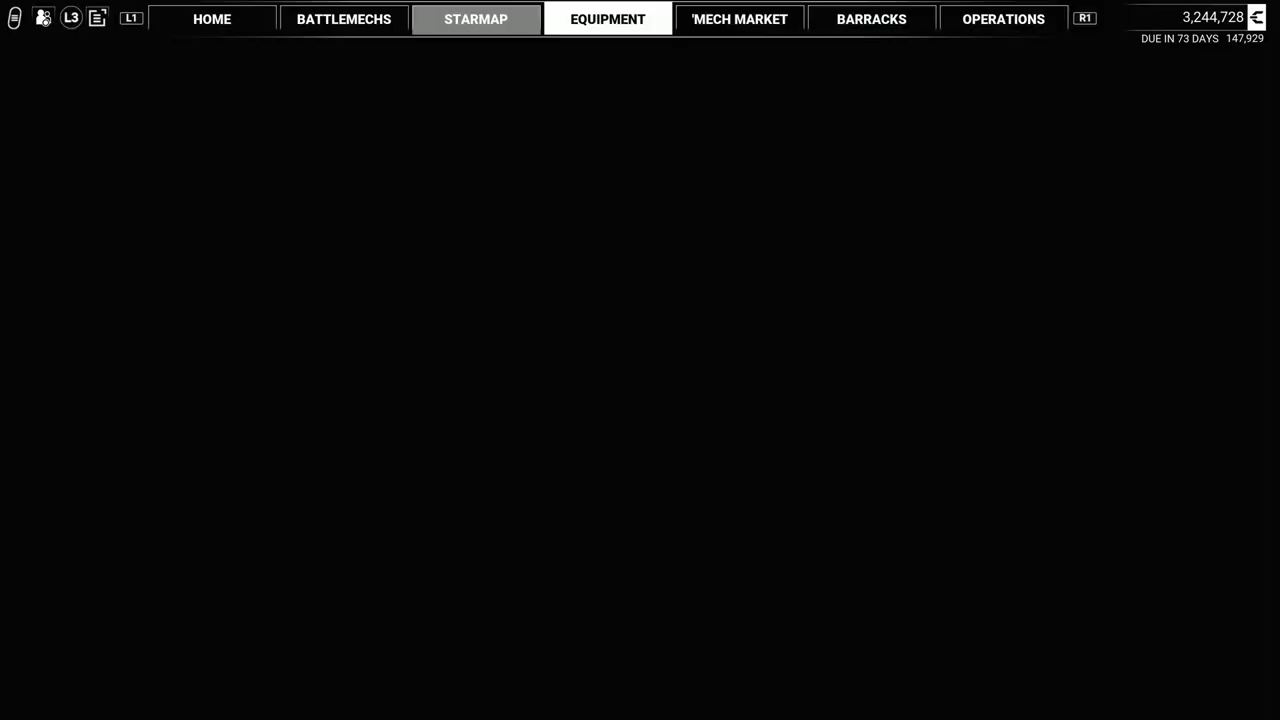 L3 L1 HOME BATTLEMECHS STARMAP EQUIPMENT 'MECH MARKET BARRACKS OPERATIONS R1 3,244,728
DUE IN 73 DAYS 147,929